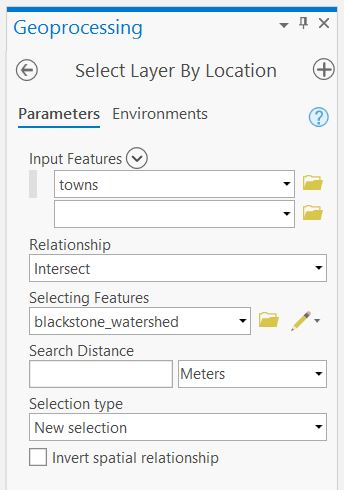 Geoprocessing
Select Layer By Location
Parameters Environments
Input Features
towns
Relationship
Intersect
Selecting Features
blackstone_watershed
Search Distance
Meters
Selection type
New selection
Invert spatial relationship